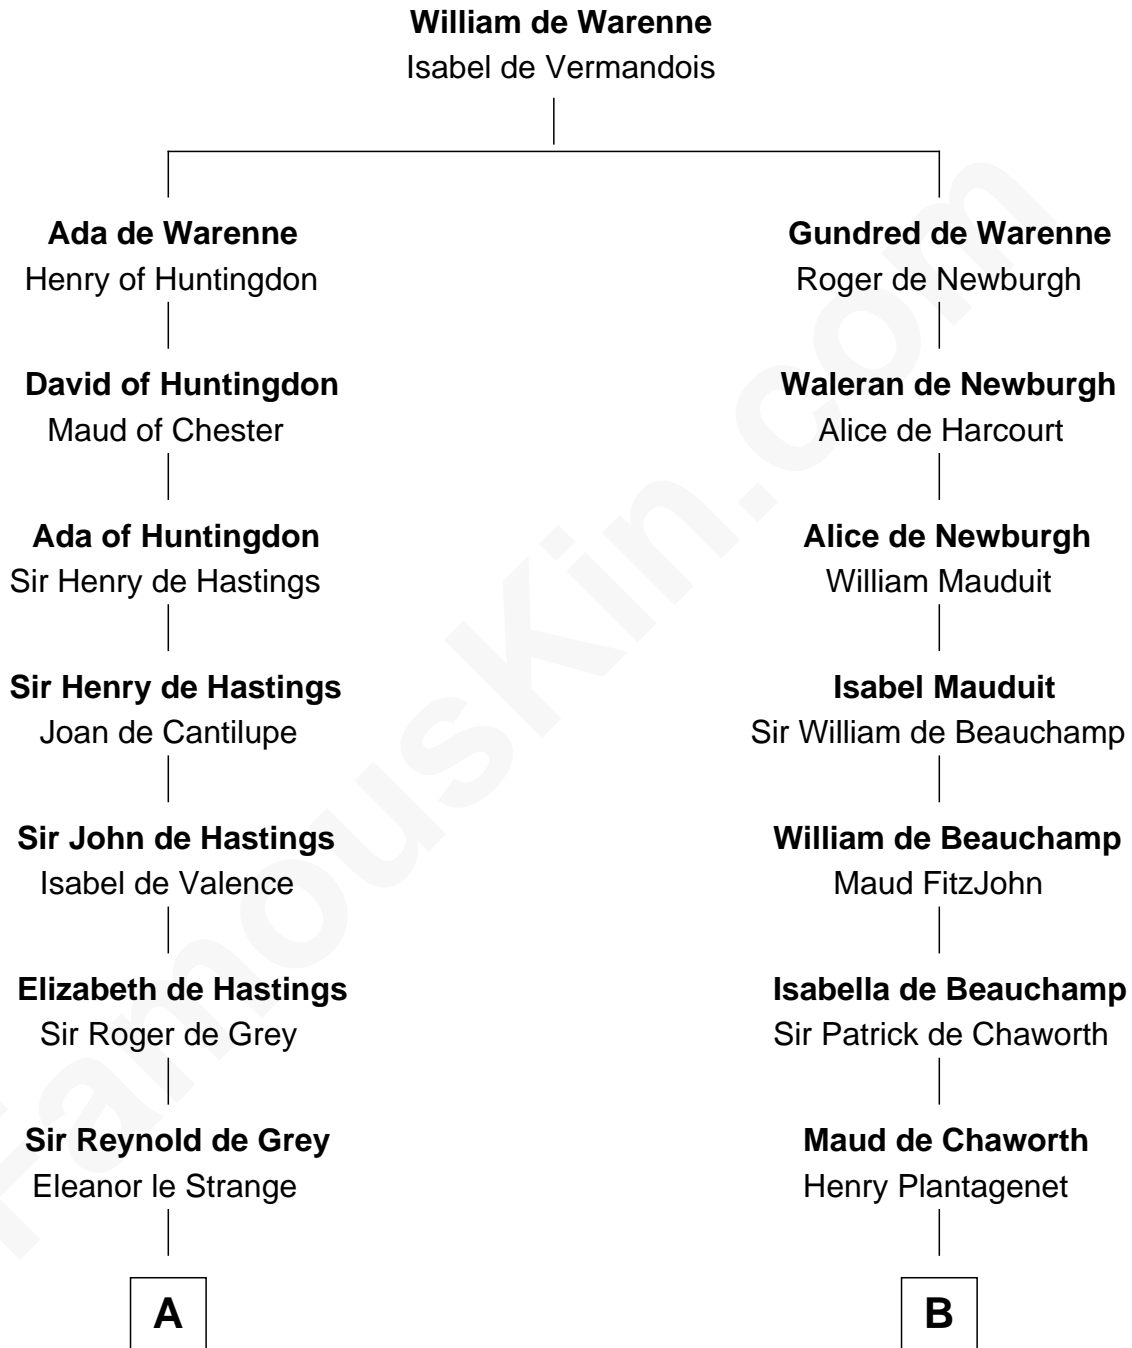 William de Warenne
Isabel de Vermandois
Ada de Warenne
Henry of Huntingdon
Gundred de Warenne
Roger de Newburgh
David of Huntingdon
Maud of Chester
Waleran de Newburgh
Alice de Harcourt
Ada of Huntingdon
Sir Henry de Hastings
Alice de Newburgh
William Mauduit
Sir Henry de Hastings
Joan de Cantilupe
Isabel Mauduit
Sir William de Beauchamp
Sir John de Hastings
Isabel de Valence
William de Beauchamp
Maud FitzJohn
Elizabeth de Hastings
Sir Roger de Grey
Isabella de Beauchamp
Sir Patrick de Chaworth
Sir Reynold de Grey
Eleanor le Strange
Maud de Chaworth
Henry Plantagenet
A
B
FamousKin.com